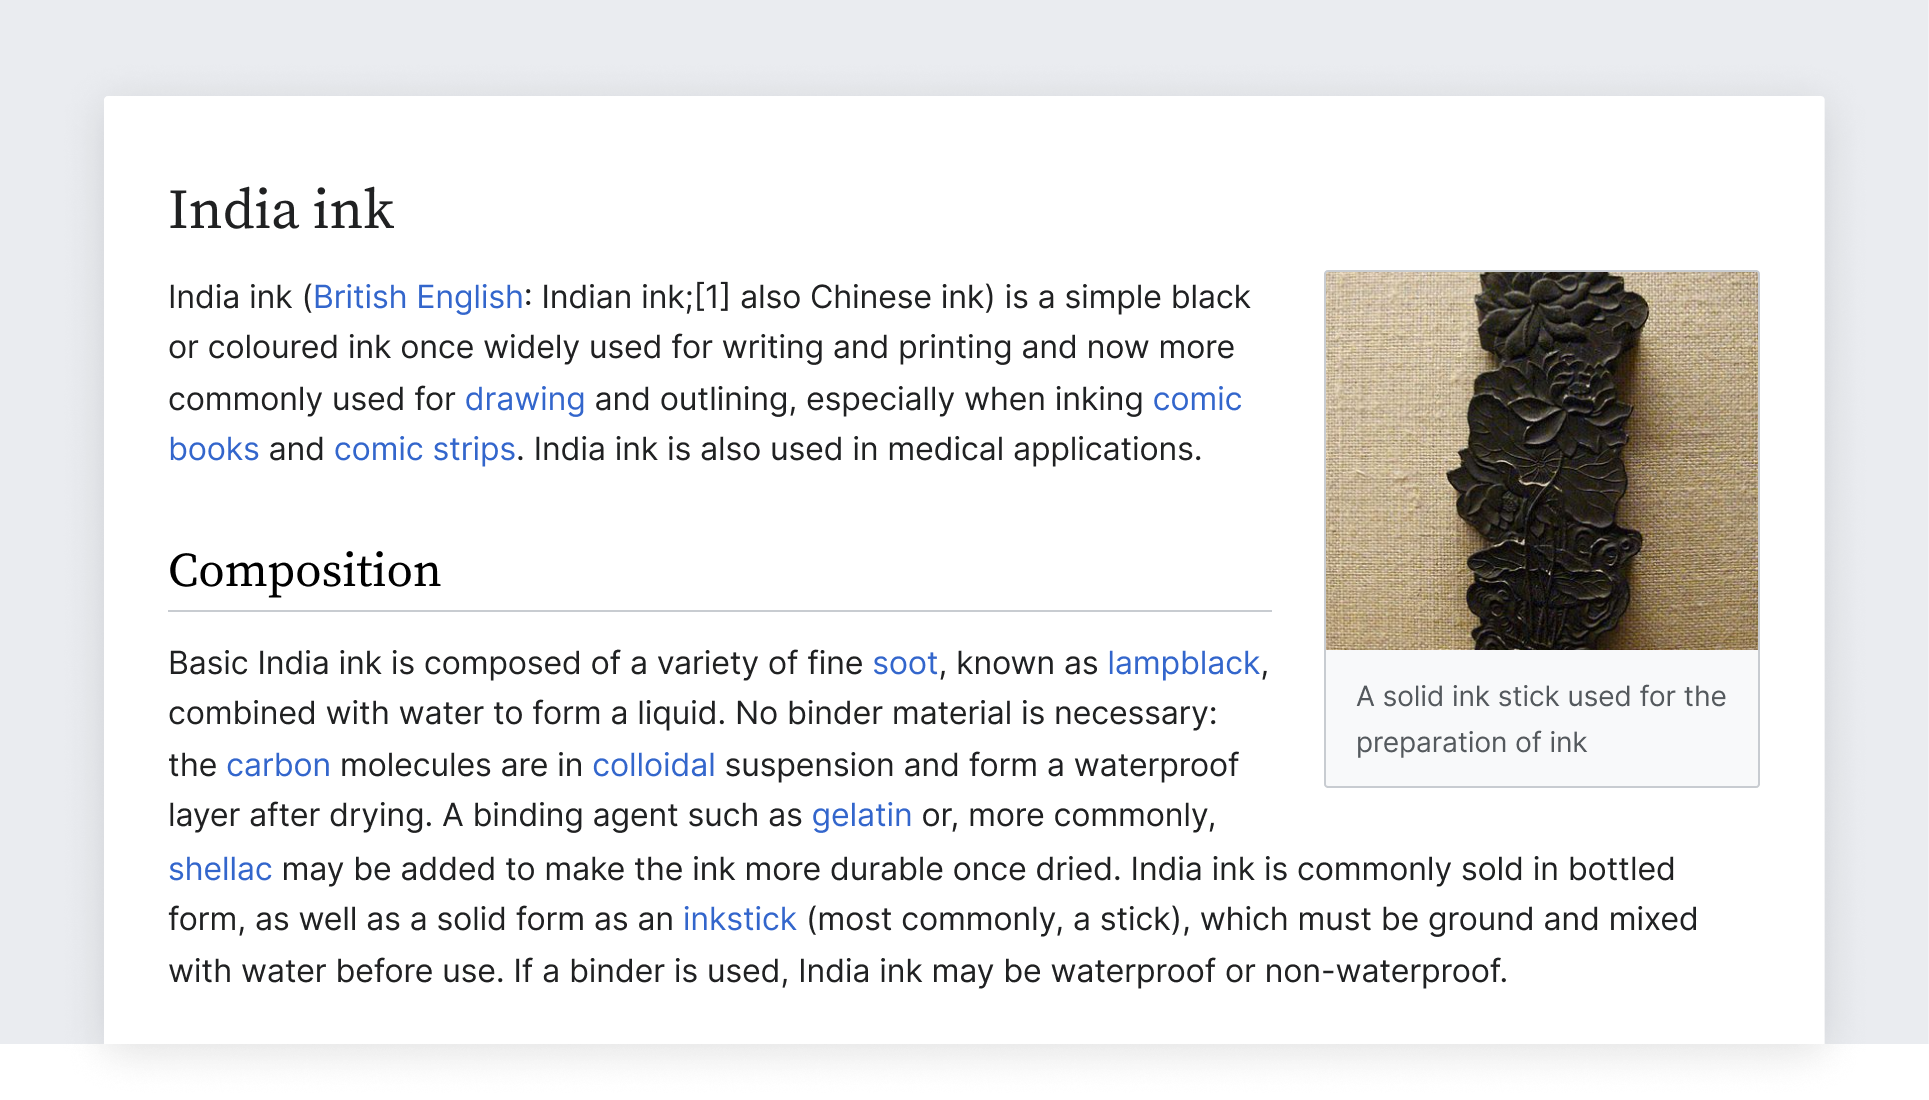 India ink
India ink (British English: Indian ink;[1] also Chinese ink) is a simple black
or coloured ink once widely used for writing and printing and now more
commonly used for drawing and outlining, especially when inking comic
books and comic strips. India ink is also used in medical applications.
Composition
Basic India ink is composed of a variety of fine soot, known as lampblack,
combined with water to form a liquid. No binder material is necessary:
the carbon molecules are in colloidal suspension and form a waterproof
layer after drying. A binding agent such as gelatin or, more commonly,
shellac may be added to make the ink more durable once dried. India ink is commonly sold in bottled
form, as well as a solid form as an inkstick (most commonly, a stick), which must be ground and mixed
with water before use. If a binder is used, India ink may be waterproof or non-waterproof.
A solid ink stick used for the
preparation of ink